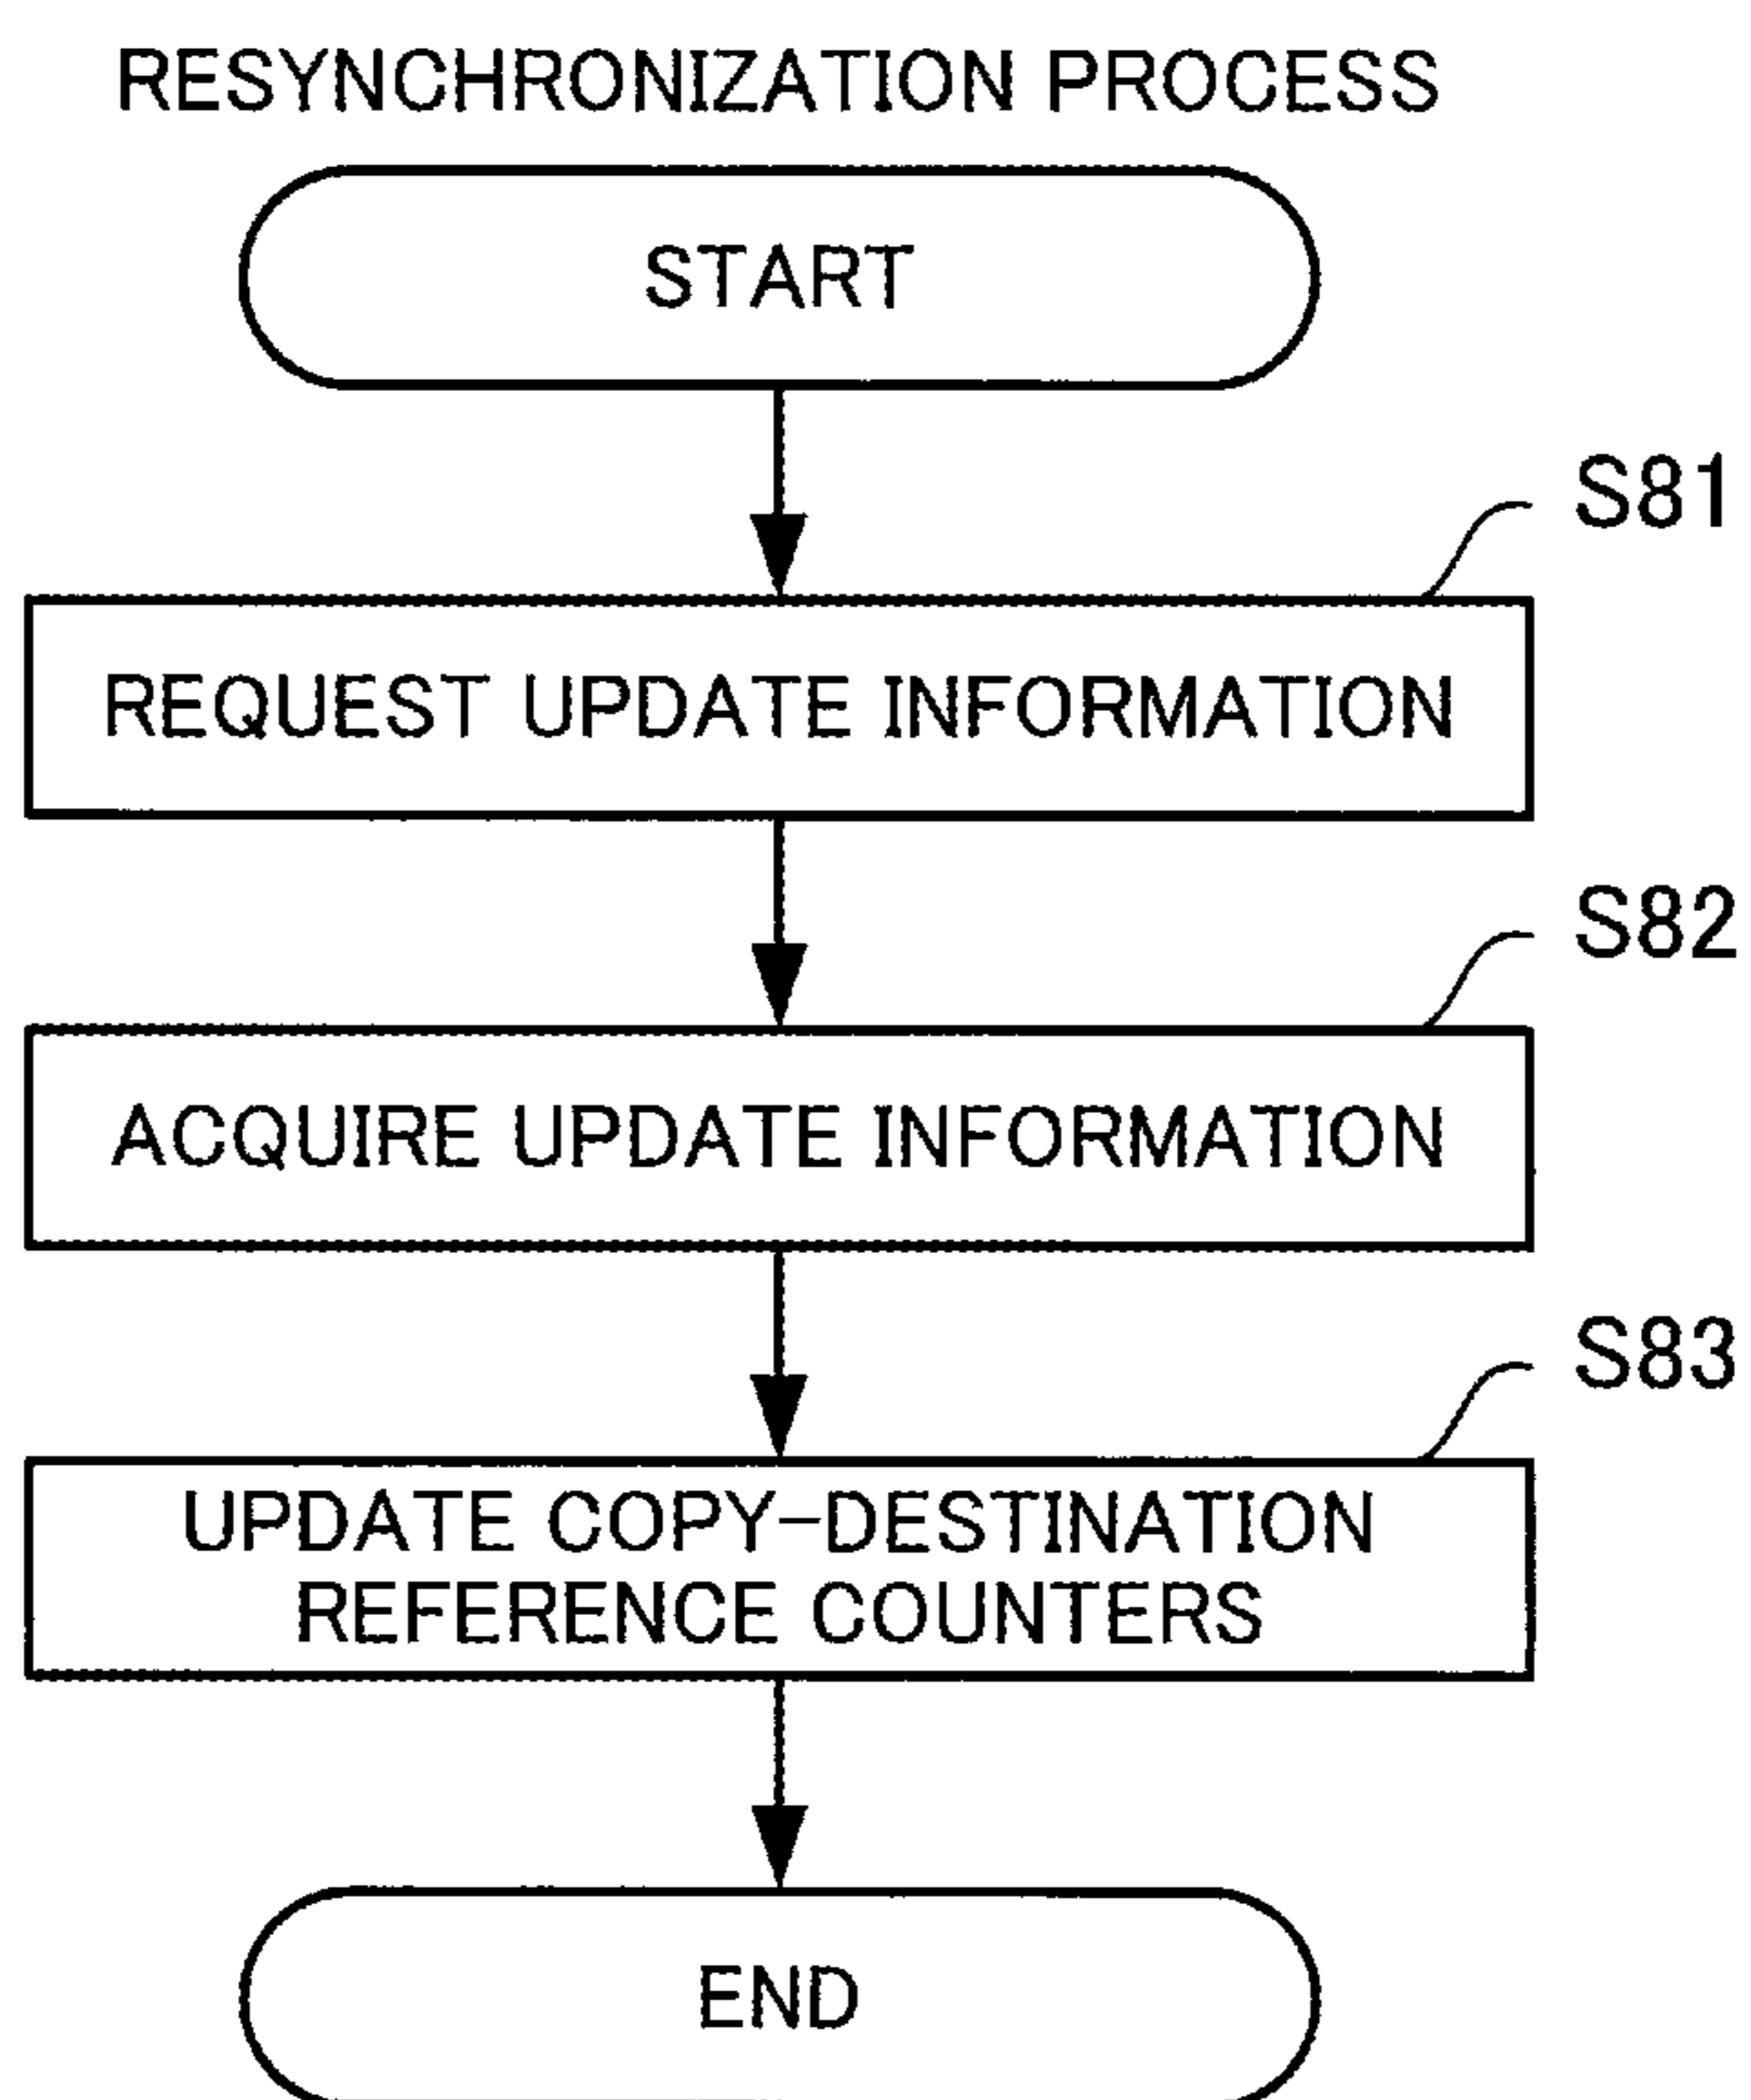 RESYNCHRONIZATION PROCESS
START
S81
REQUEST UPDATE INFORMATION
S82
ACQUIRE UPDATE INFORMATION
S83
UPDATE COPY-DESTINATION
REFERENCE COUNTERS
END